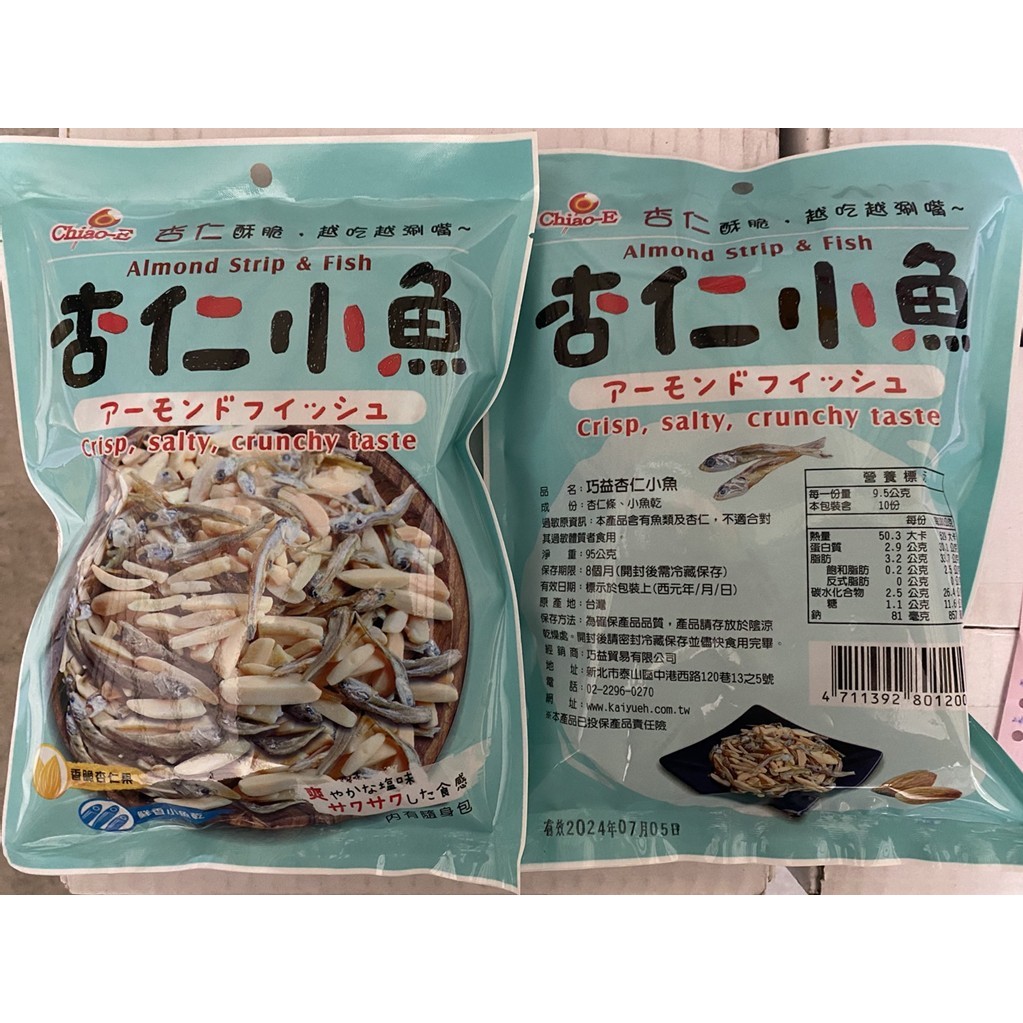 Chiao-E
杏仁酥脆．越吃越涮嘴~
Almond Strip & Fish
杏仁小魚
アーモンドフイッシュ
Crisp, salty, crunchy taste
香脆杏仁果
鮮香小魚乾
爽やかな塩味
サクサクした食感
內有隨身包
Chiao-E
杏仁酥脆．越吃越涮嘴~
Almond Strip & Fish
杏仁小魚
アーモンドフイッシュ
Crisp, salty, crunchy taste
品名：巧益杏仁小魚
成份：杏仁條、小魚乾
過敏原資訊：本產品含有魚類及杏仁，不適合對
其過敏體質者食用。
淨重：95公克
保存期限：8個月(開封後需冷藏保存)
有效日期：標示於包裝上(西元年/月/日)
原產地：台灣
保存方法：為確保產品品質，產品請存放於陰涼
乾燥處。開封後請密封冷藏保存並儘快食用完畢。
經銷商：巧益貿易有限公司
地址：新北市泰山區中港西路120巷13之5號
電話：02-2296-0270
網址：www.kaiyueh.com.tw
※本產品已投保產品責任險
營養標
每一份量 9.5公克
本包裝含 10份
每份
熱量 50.3 大卡
蛋白質 2.9 公克
脂肪 3.2 公克
飽和脂肪 0.2 公克
反式脂肪 0 公克
碳水化合物 2.5 公克 26.4
糖 1.1 公克 11.6
鈉 81 毫克 857
4 711392 801200
有效2024年07月05日